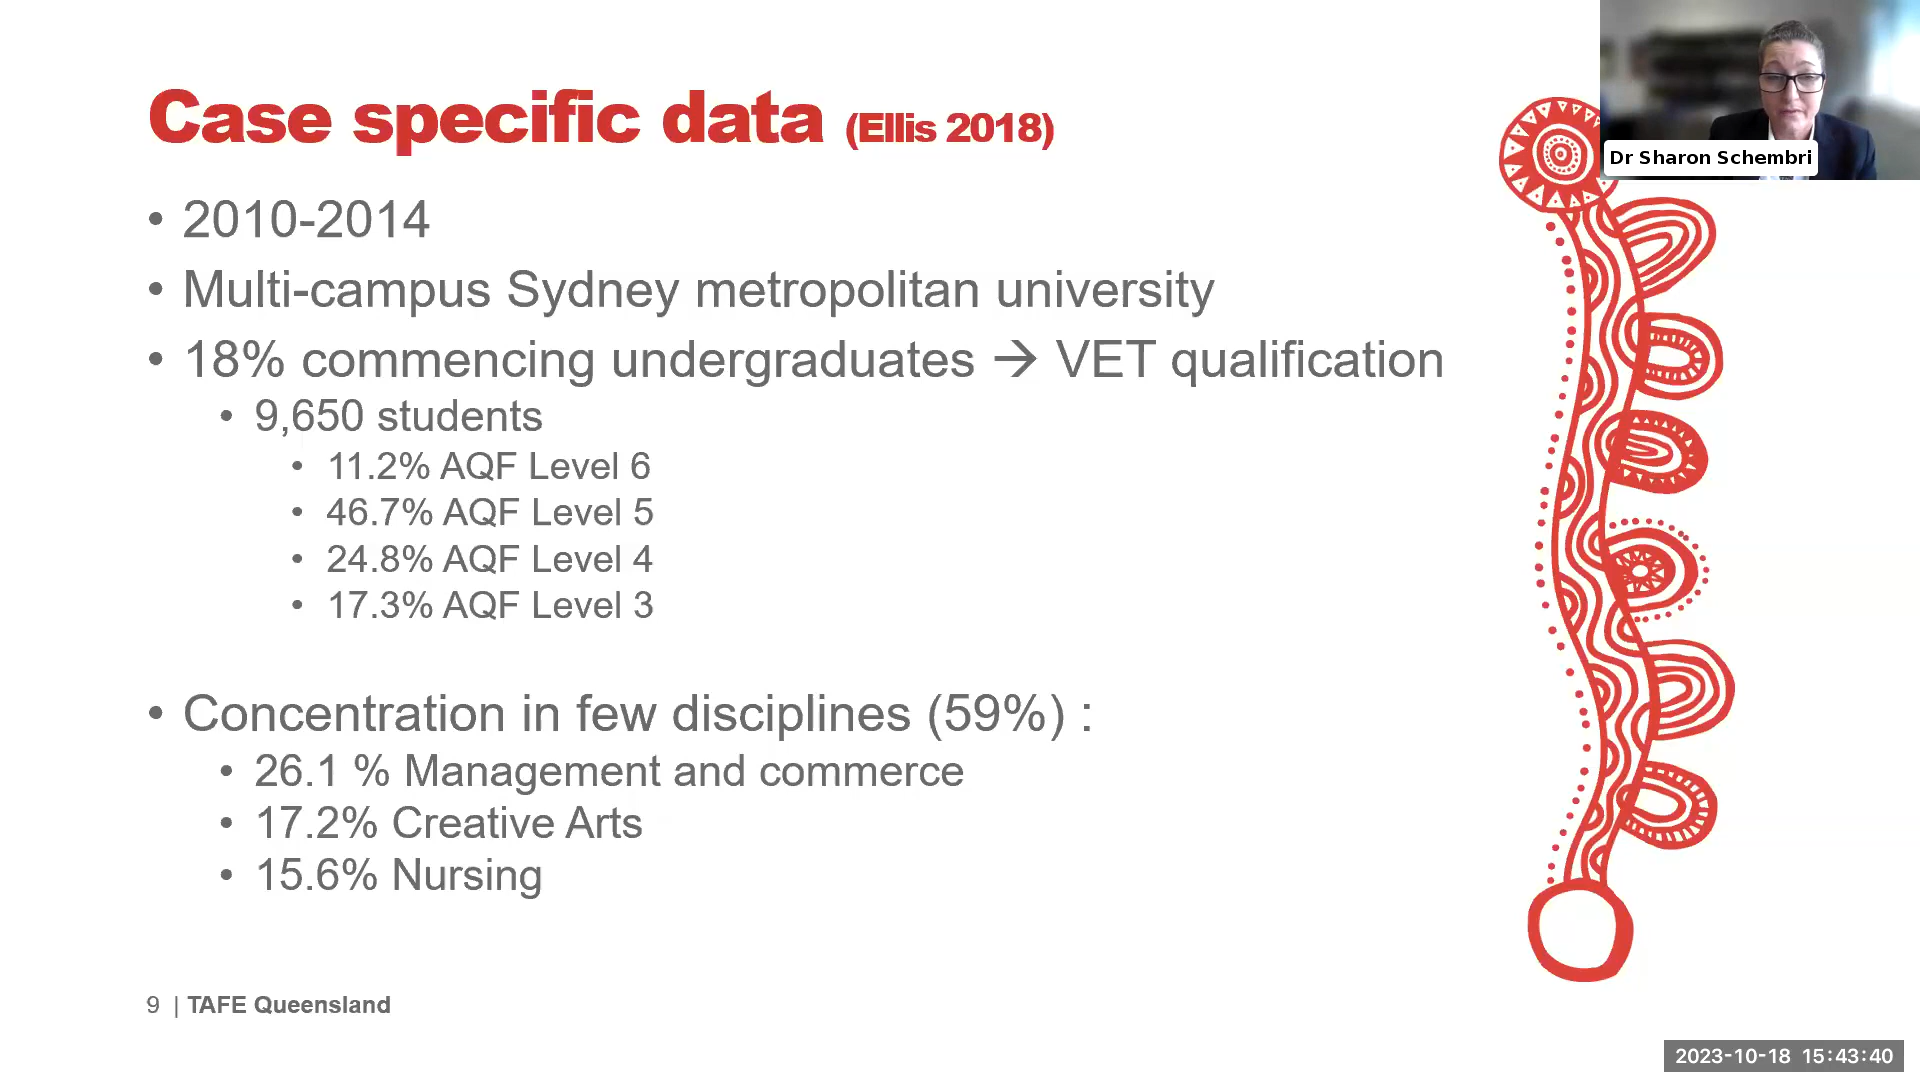 Case specific data (Ellis 2018)
• 2010-2014
• Multi-campus Sydney metropolitan university
• 18% commencing undergraduates → VET qualification
• 9,650 students
• 11.2% AQF Level 6
• 46.7% AQF Level 5
• 24.8% AQF Level 4
• 17.3% AQF Level 3
• Concentration in few disciplines (59%) :
• 26.1 % Management and commerce
• 17.2% Creative Arts
• 15.6% Nursing
9 | TAFE Queensland
Dr Sharon Schembri
2023-10-18 15:43:40